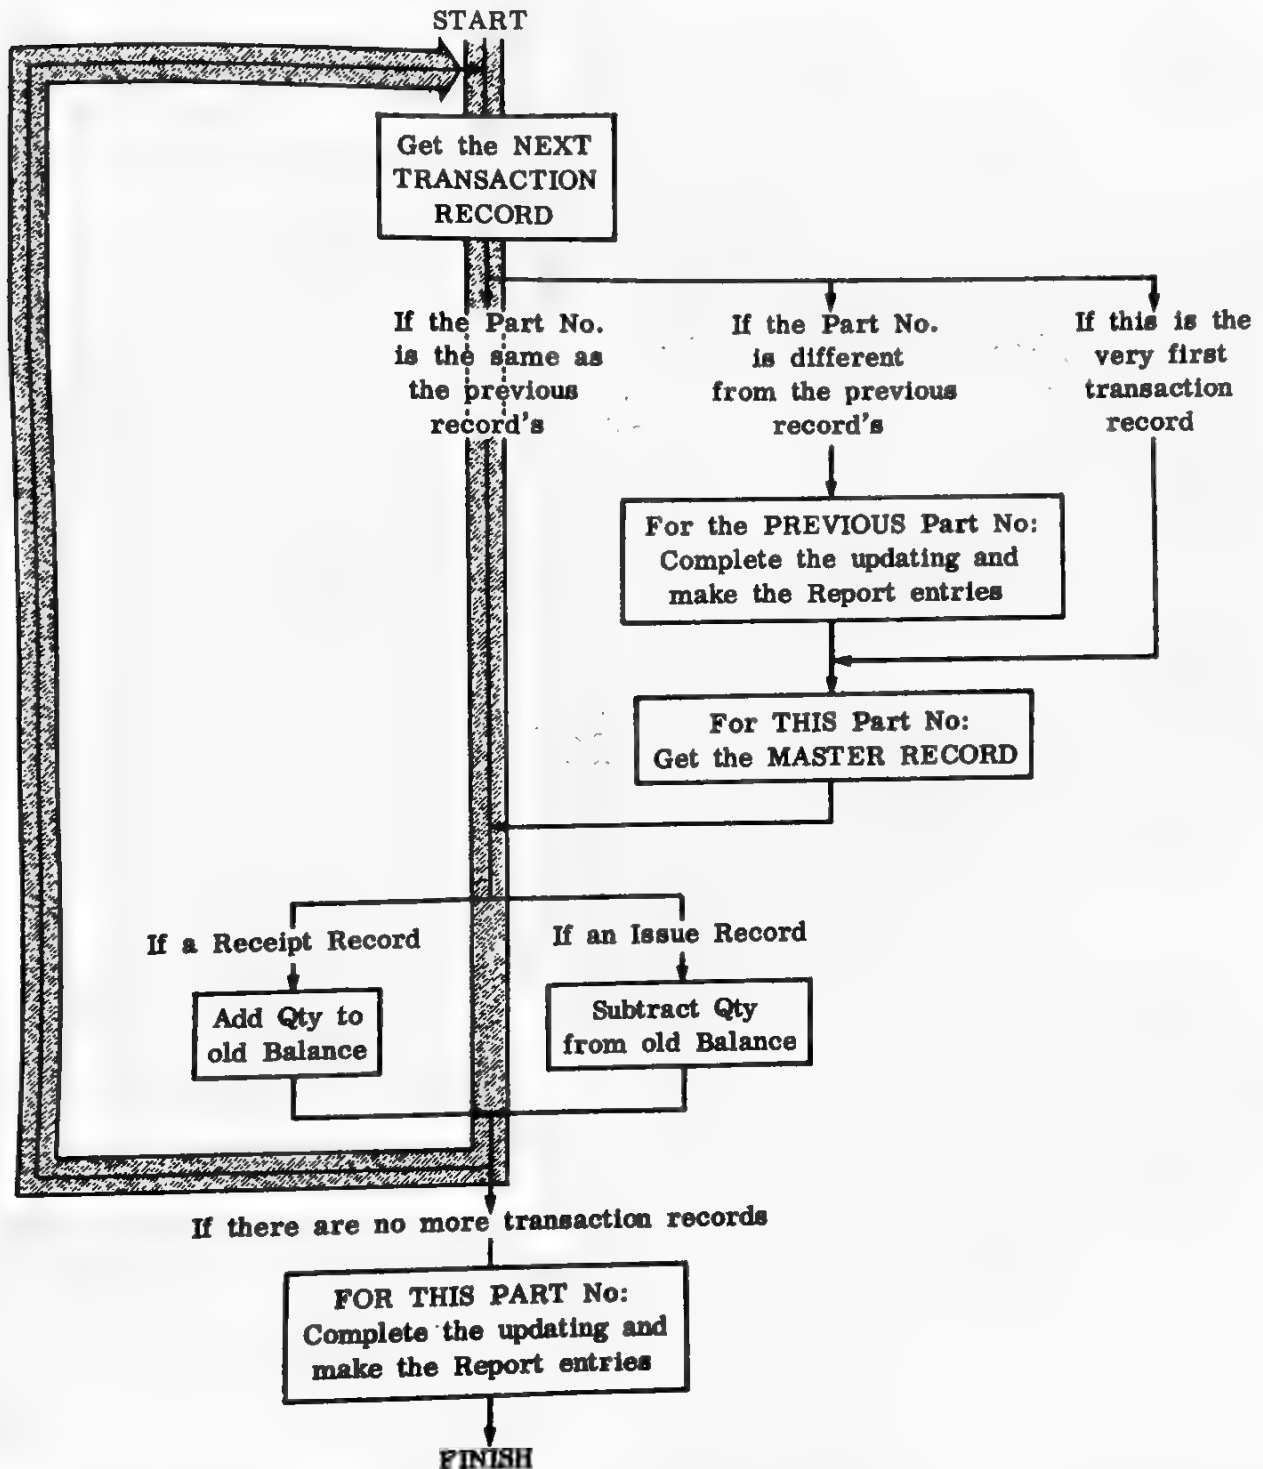 START
Get the NEXT
TRANSACTION
RECORD
If the Part No.
is the same as
the previous
record's
If the Part No.
is different
from the previous
record's
If this is the
very first
transaction
record
For the PREVIOUS Part No:
Complete the updating and
make the Report entries
For THIS Part No:
Get the MASTER RECORD
If a Receipt Record
If an Issue Record
Add Qty to
old Balance
Subtract Qty
from old Balance
If there are no more transaction records
FOR THIS PART No:
Complete the updating and
make the Report entries
FINISH